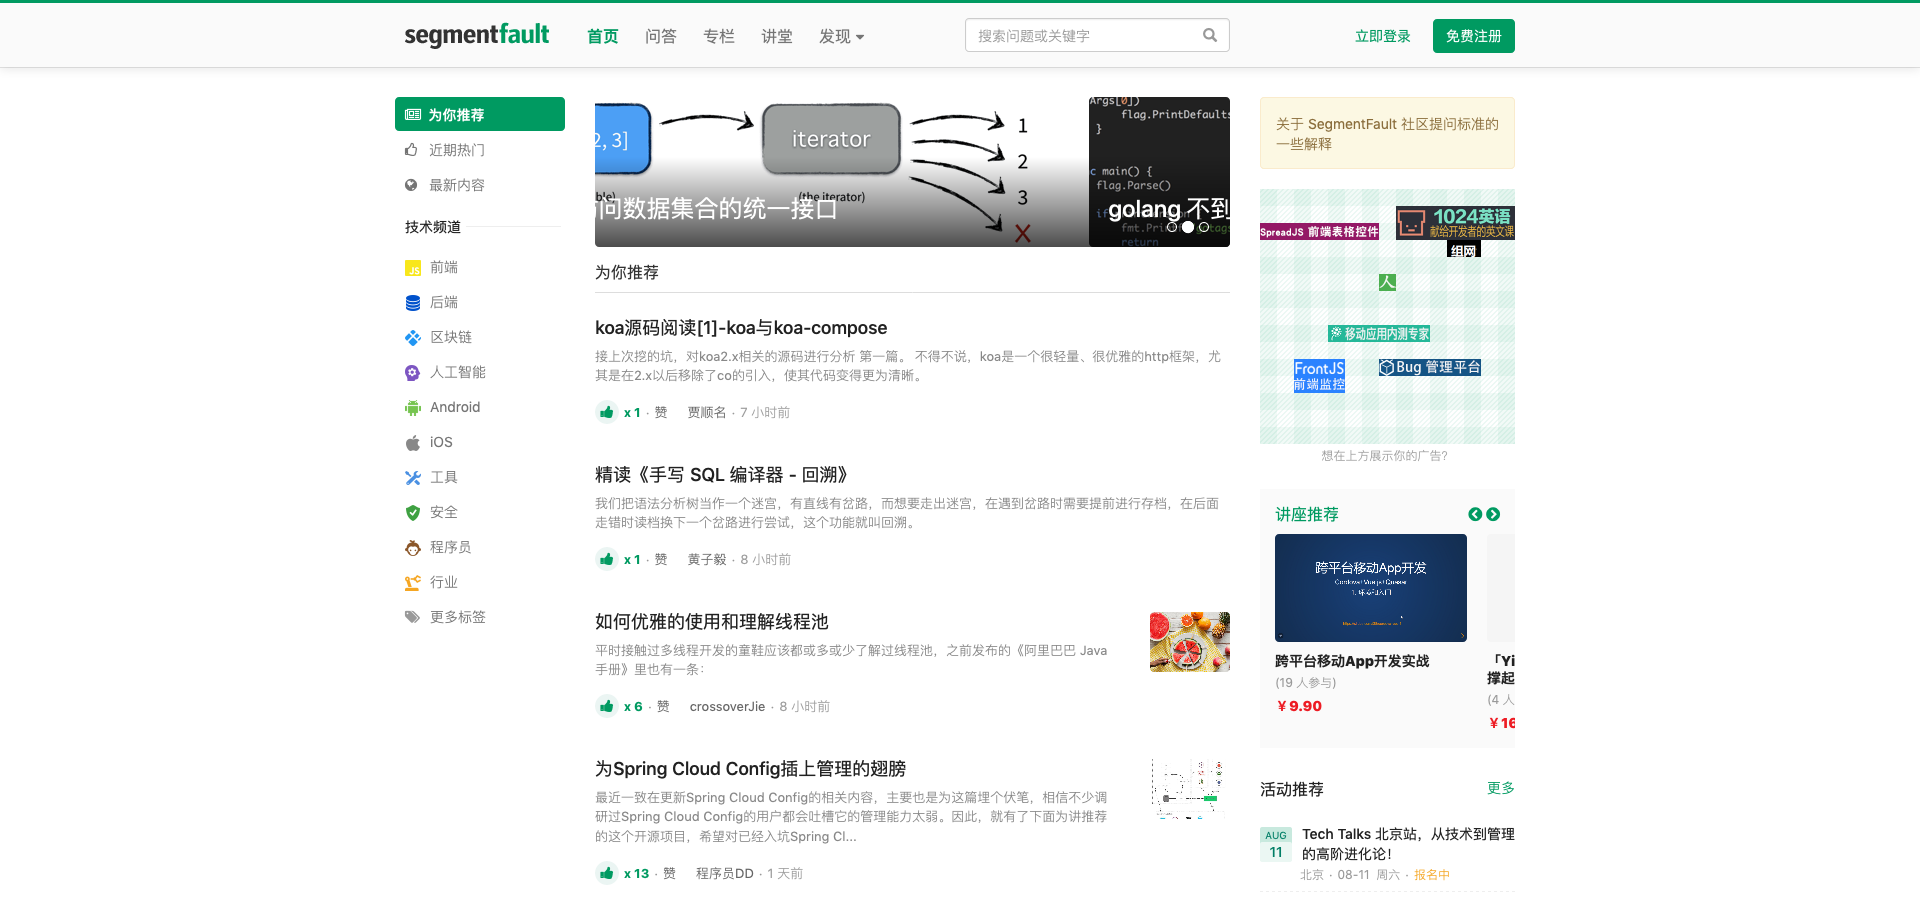 segmentfault 首页 问答 专栏 讲堂 发现 搜索问题或关键字 立即登录 免费注册
为你推荐
近期热门
最新内容
技术频道
前端
后端
区块链
人工智能
Android
iOS
工具
安全
程序员
行业
更多标签
2, 3]
iterator
1
2
3
(the iterator)
问数据集合的统一接口
Args[0])
flag.PrintDefaults
}
c main() {
flag.Parse()
golang 不到
return
为你推荐
koa源码阅读[1]-koa与koa-compose
接上次挖的坑，对koa2.x相关的源码进行分析 第一篇。 不得不说，koa是一个很轻量、很优雅的http框架，尤
其是在2.x以后移除了co的引入，使其代码变得更为清晰。
x 1 · 赞 贾顺名 · 7 小时前
精读《手写 SQL 编译器 - 回溯》
我们把语法分析树当作一个迷宫，有直线有岔路，而想要走出迷宫，在遇到岔路时需要提前进行存档，在后面
走错时读档换下一个岔路进行尝试，这个功能就叫回溯。
x 1 · 赞 黄子毅 · 8 小时前
如何优雅的使用和理解线程池
平时接触过多线程开发的童鞋应该都或多或少了解过线程池，之前发布的《阿里巴巴 Java
手册》里也有一条：
x 6 · 赞 crossoverJie · 8 小时前
为Spring Cloud Config插上管理的翅膀
最近一致在更新Spring Cloud Config的相关内容，主要也是为这篇埋个伏笔，相信不少调
研过Spring Cloud Config的用户都会吐槽它的管理能力太弱。因此，就有了下面为讲推荐
的这个开源项目，希望对已经入坑Spring Cl...
x 13 · 赞 程序员DD · 1 天前
关于 SegmentFault 社区提问标准的
一些解释
SpreadJS 前端表格控件
1024英语
献给开发者的英文课
组网
人
移动应用内测专家
FrontJS
前端监控
Bug 管理平台
想在上方展示你的广告?
讲座推荐
跨平台移动App开发
跨平台移动App开发实战
(19 人参与)
￥9.90
「Yi
撑起
(4 人
￥16
活动推荐 更多
AUG
11
Tech Talks 北京站，从技术到管理
的高阶进化论！
北京 · 08-11 周六 · 报名中